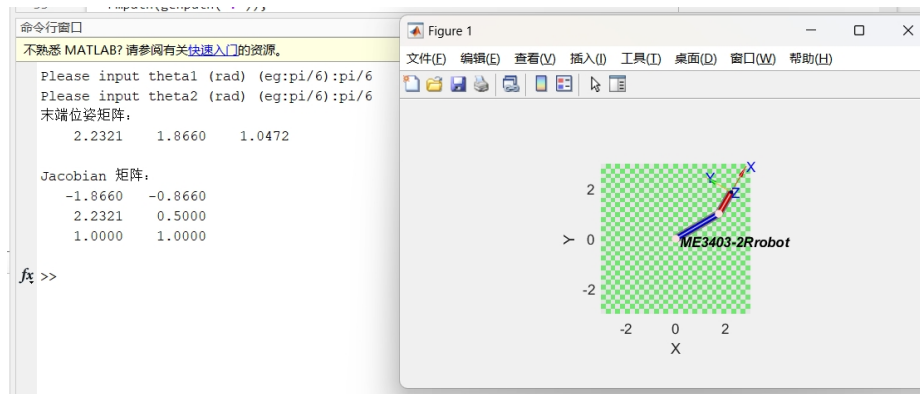 命令行窗口
不熟悉 MATLAB? 请参阅有关快速入门的资源。
Please input theta1 (rad) (eg:pi/6):pi/6
Please input theta2 (rad) (eg:pi/6):pi/6
末端位姿矩阵:
2.2321 1.8660 1.0472
Jacobian 矩阵:
-1.8660 -0.8660
2.2321 0.5000
1.0000 1.0000
fx >>
Figure 1
文件(F) 编辑(E) 查看(V) 插入(I) 工具(T) 桌面(D) 窗口(W) 帮助(H)
X
Y
Z
2
Y 0
ME3403-2Rrobot
-2
-2 0 2
X